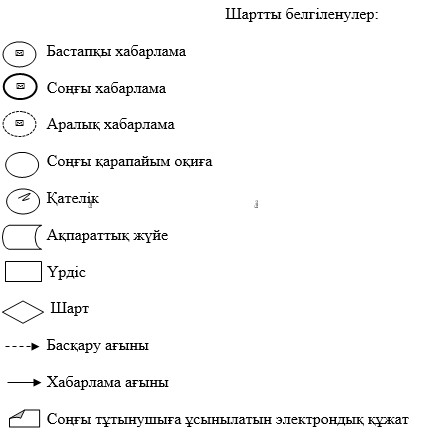 Шартты белгіленулер:
Бастапқы хабарлама
Соңғы хабарлама
Аралық хабарлама
Соңғы қарапайым оқиға
Қателік
Ақпараттық жүйе
Үрдіс
Шарт
Басқару ағыны
Хабарлама ағыны
Соңғы тұтынушыға ұсынылатын электрондық құжат